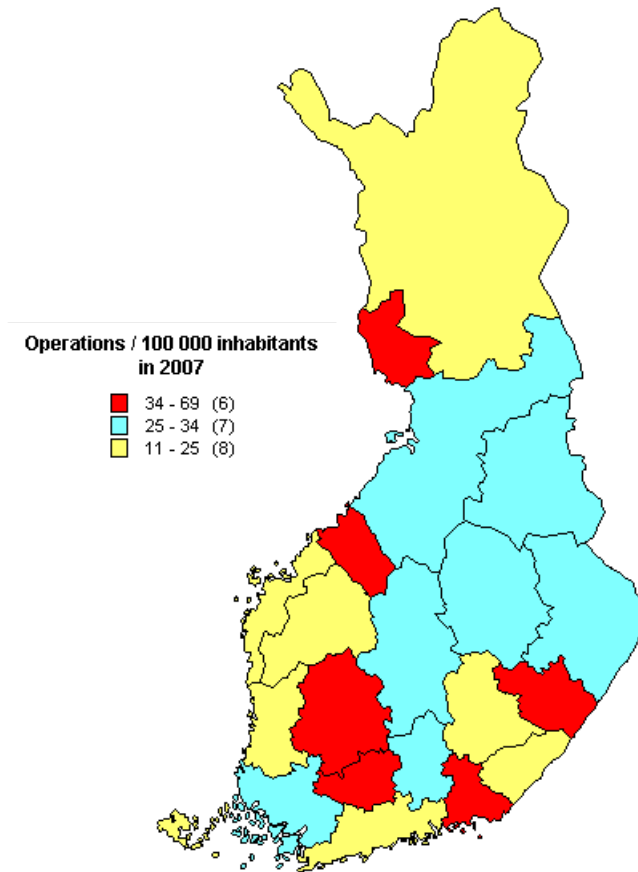 Operations / 100 000 inhabitants
in 2007
34 - 69 (6)
25 - 34 (7)
11 - 25 (8)